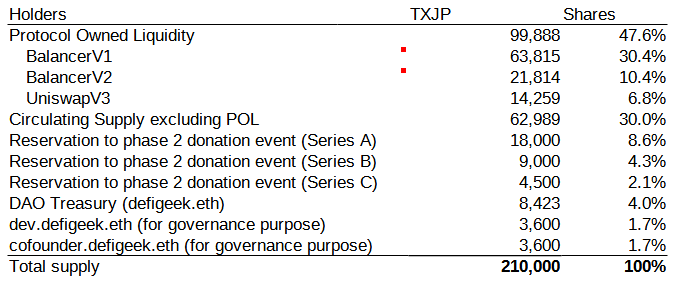 Holders TXJP Shares
Protocol Owned Liquidity 99,888 47.6%
BalancerV1 63,815 30.4%
BalancerV2 21,814 10.4%
UniswapV3 14,259 6.8%
Circulating Supply excluding POL 62,989 30.0%
Reservation to phase 2 donation event (Series A) 18,000 8.6%
Reservation to phase 2 donation event (Series B) 9,000 4.3%
Reservation to phase 2 donation event (Series C) 4,500 2.1%
DAO Treasury (defigeek.eth) 8,423 4.0%
dev.defigeek.eth (for governance purpose) 3,600 1.7%
cofounder.defigeek.eth (for governance purpose) 3,600 1.7%
Total supply 210,000 100%